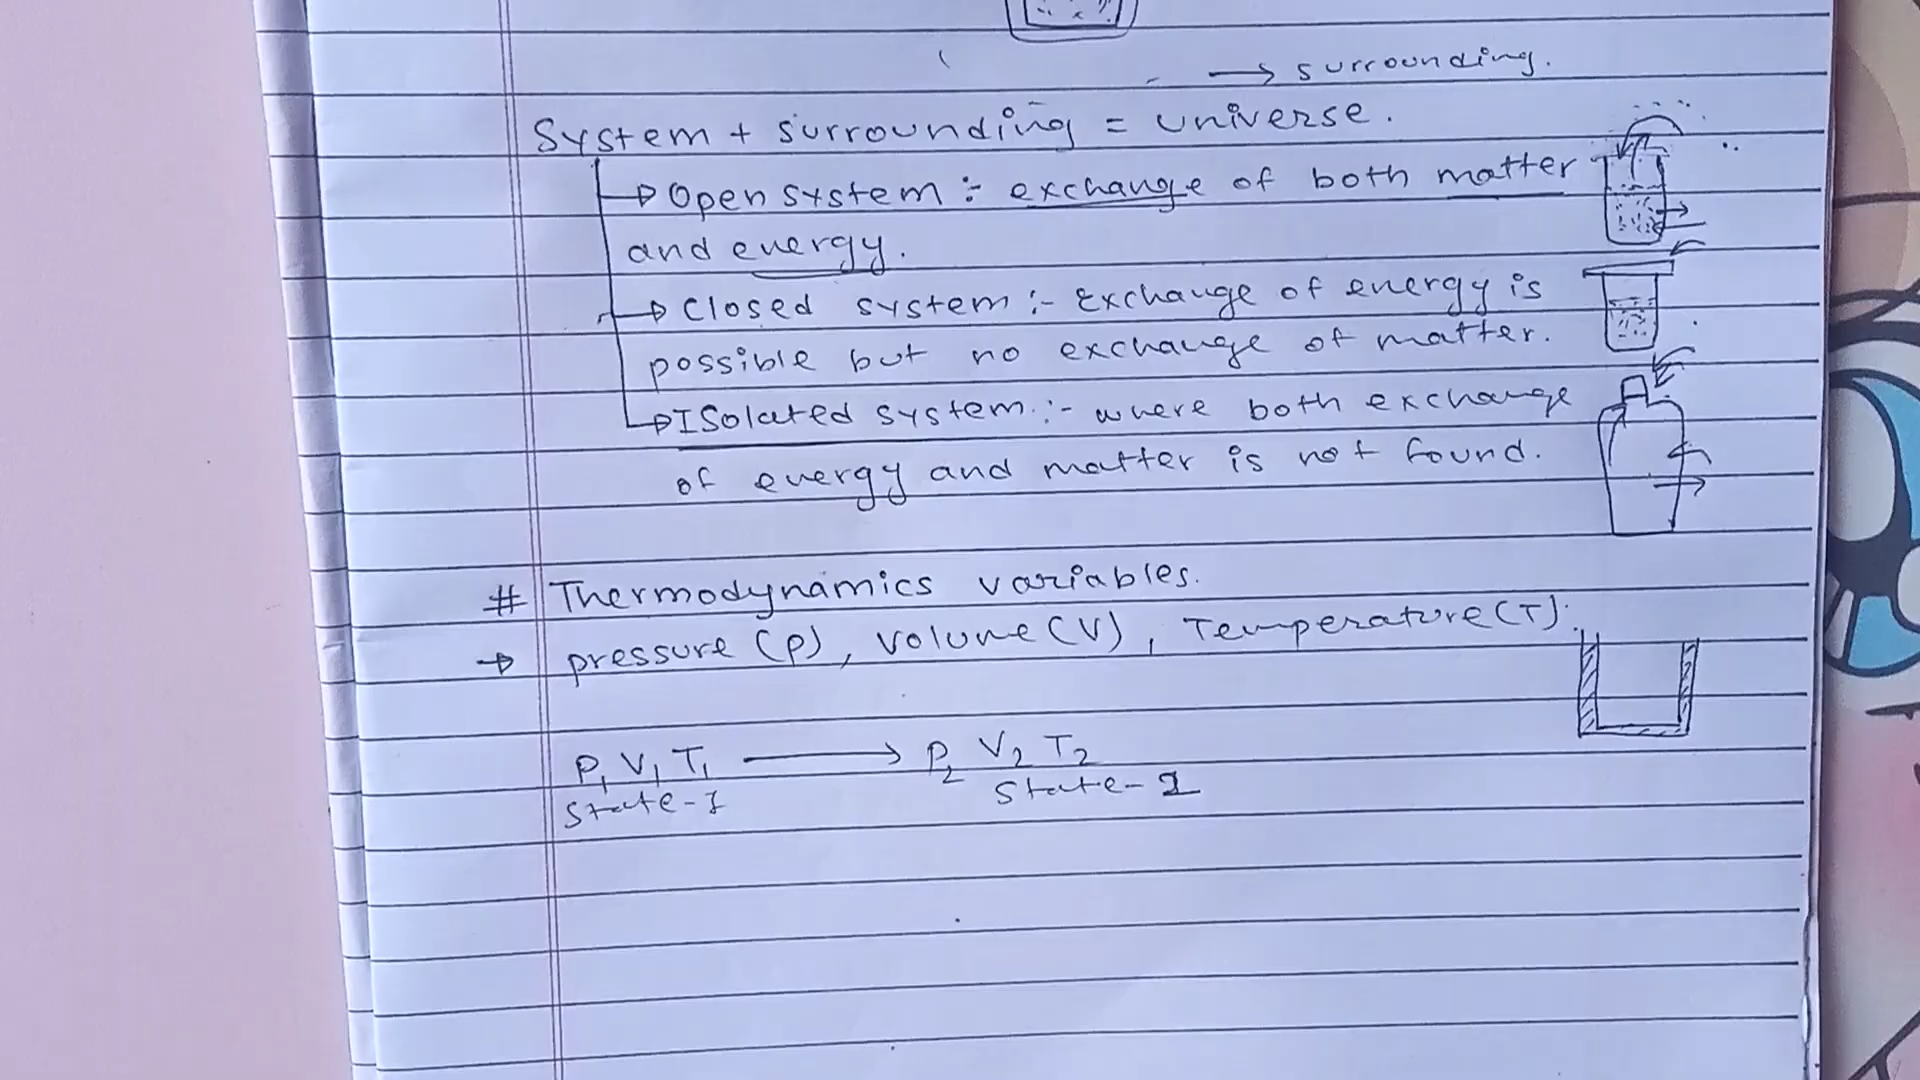 → surrounding.
System + surrounding = universe.
→ Open system :- exchange of both matter
and energy.
→ Closed system :- Exchange of energy is
possible but no exchange of matter.
→ ISolated system :- where both exchange
of energy and matter is not found.
# Thermodynamics variables.
→ pressure (P), volume (V), Temperature (T).
P₁ V₁ T₁ → P₂ V₂ T₂
State-1 State-2